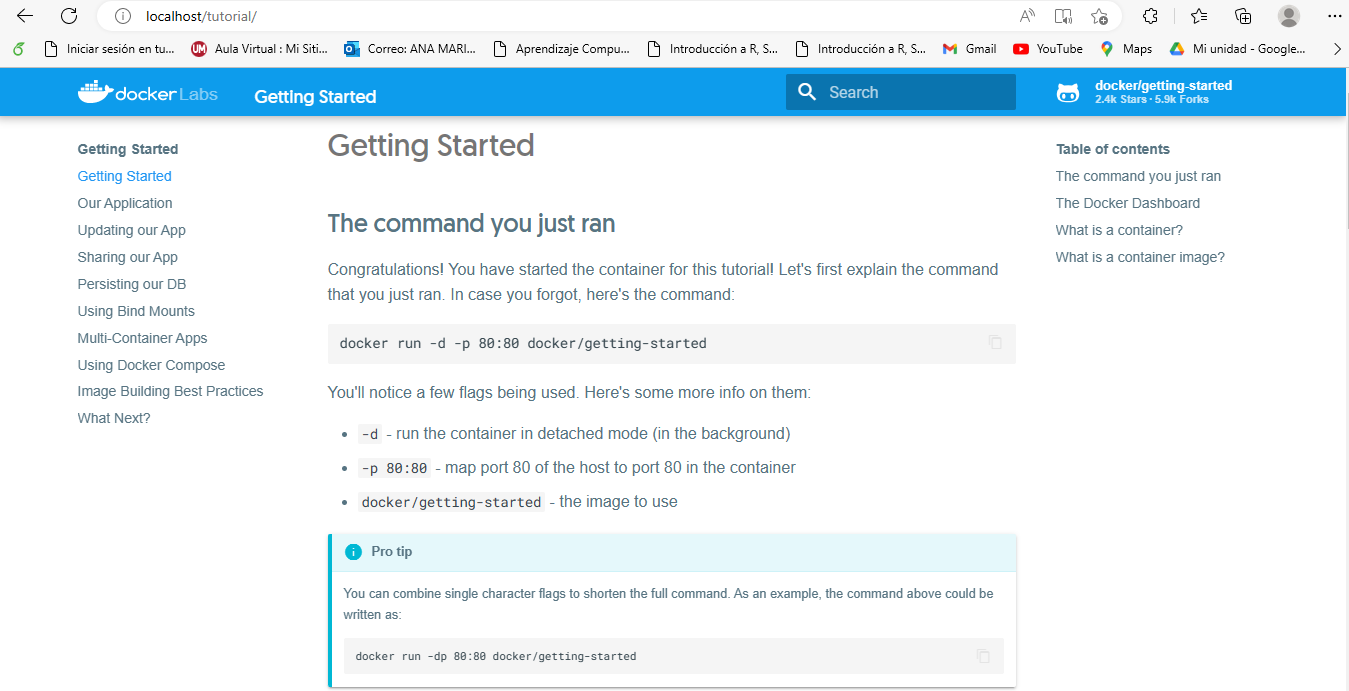 localhost/tutorial/
Iniciar sesión en tu... Aula Virtual : Mi Siti... Correo: ANA MARI... Aprendizaje Compu... Introducción a R, S... Introducción a R, S... Gmail YouTube Maps Mi unidad - Google...
docker Labs Getting Started Search docker/getting-started
2.4k Stars · 5.9k Forks
Getting Started
Getting Started
Our Application
Updating our App
Sharing our App
Persisting our DB
Using Bind Mounts
Multi-Container Apps
Using Docker Compose
Image Building Best Practices
What Next?
Getting Started
The command you just ran
Congratulations! You have started the container for this tutorial! Let's first explain the command
that you just ran. In case you forgot, here's the command:
docker run -d -p 80:80 docker/getting-started
You'll notice a few flags being used. Here's some more info on them:
• -d - run the container in detached mode (in the background)
• -p 80:80 - map port 80 of the host to port 80 in the container
• docker/getting-started - the image to use
Pro tip
You can combine single character flags to shorten the full command. As an example, the command above could be
written as:
docker run -dp 80:80 docker/getting-started
Table of contents
The command you just ran
The Docker Dashboard
What is a container?
What is a container image?